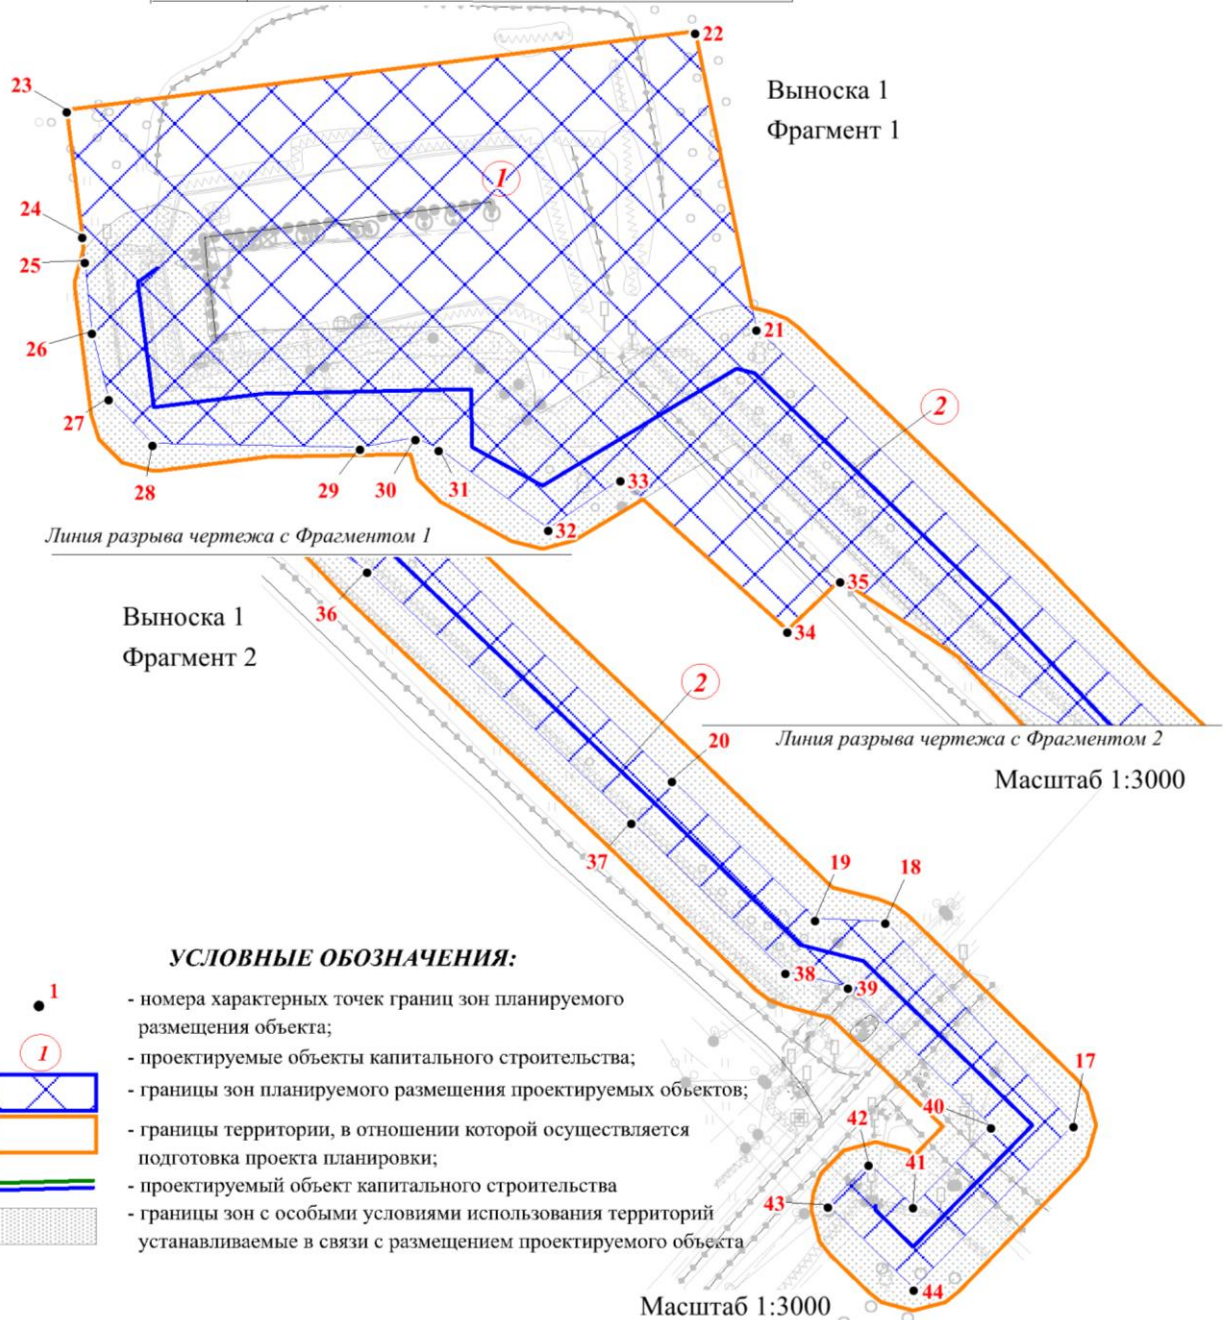 22
23
Выноска 1
Фрагмент 1
1
24
25
21
26
2
27
28
29
30
31
33
32
Линия разрыва чертежа с Фрагментом 1
35
36
Выноска 1
34
Фрагмент 2
2
20
Линия разрыва чертежа с Фрагментом 2
Масштаб 1:3000
37
19
18
УСЛОВНЫЕ ОБОЗНАЧЕНИЯ:
38
39
1
- номера характерных точек границ зон планируемого
размещения объекта;
1
- проектируемые объекты капитального строительства;
17
- границы зон планируемого размещения проектируемых объектов;
40
- границы территории, в отношении которой осуществляется
подготовка проекта планировки;
42
41
- проектируемый объект капитального строительства
43
- границы зон с особыми условиями использования территорий
устанавливаемые в связи с размещением проектируемого объекта
44
Масштаб 1:3000